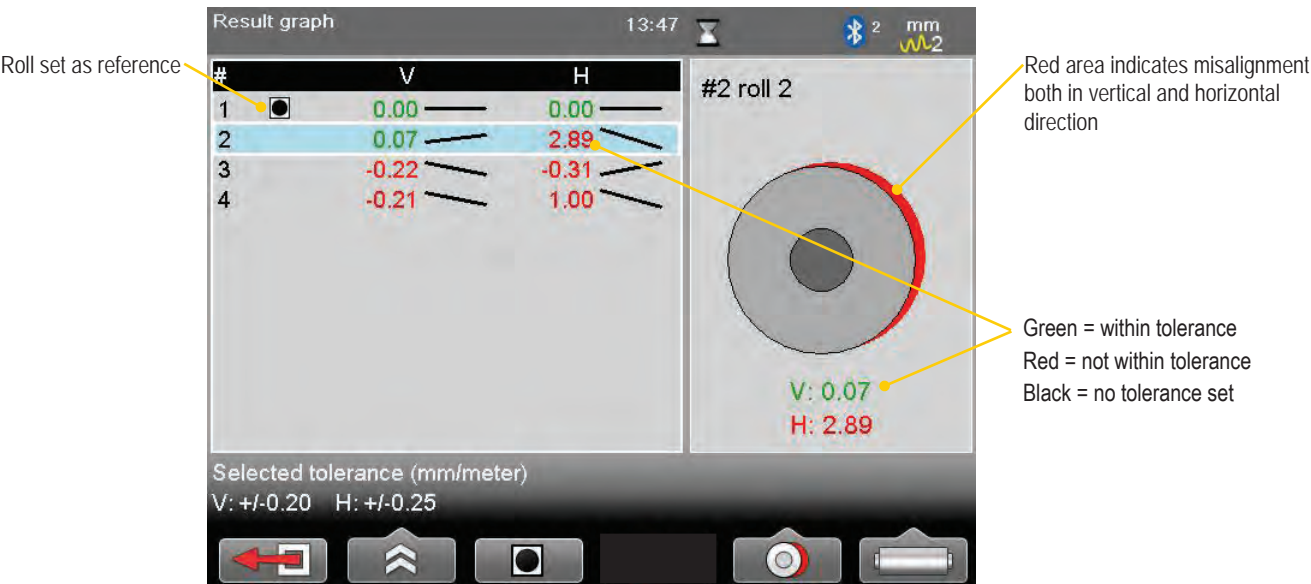 Result graph 13:47 2 mm
2
Roll set as reference
# V H
1 0.00 0.00
2 0.07 2.89
3 -0.22 -0.31
4 -0.21 1.00
#2 roll 2
V: 0.07
H: 2.89
Red area indicates misalignment
both in vertical and horizontal
direction
Green = within tolerance
Red = not within tolerance
Black = no tolerance set
Selected tolerance (mm/meter)
V: +/-0.20 H: +/-0.25